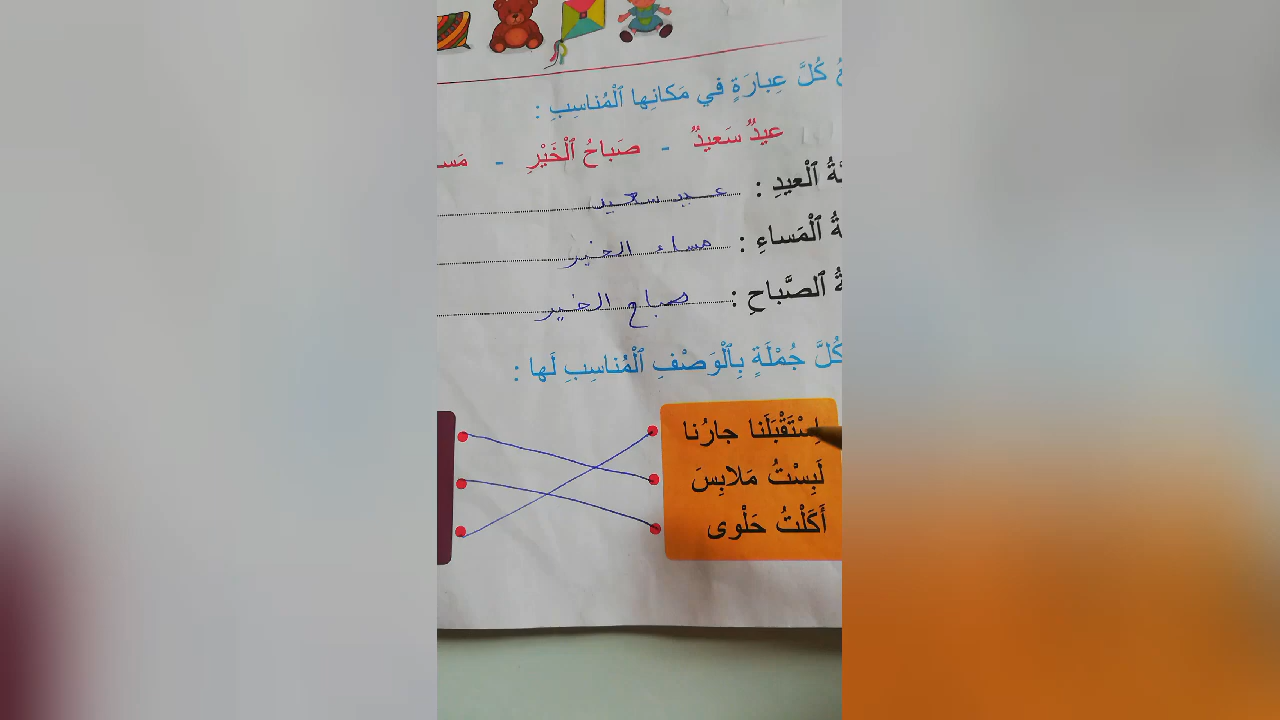 كُلَّ عِبارَةٍ في مَكانِها ٱلْمُناسِبِ :
عيدٌ سَعيدٌ - صَباحُ ٱلْخَيْرِ -
ٱلْعيدِ : عيد سعيد
ٱلْمَساءِ : مساء الخير
ٱلصَّباحِ : صباح الخير
كُلَّ جُمْلَةٍ بِٱلْوَصْفِ ٱلْمُناسِبِ لَها :
اِسْتَقْبَلَنا جارُنا
لَبِسْتُ مَلابِسَ
أَكَلْتُ حَلْوى